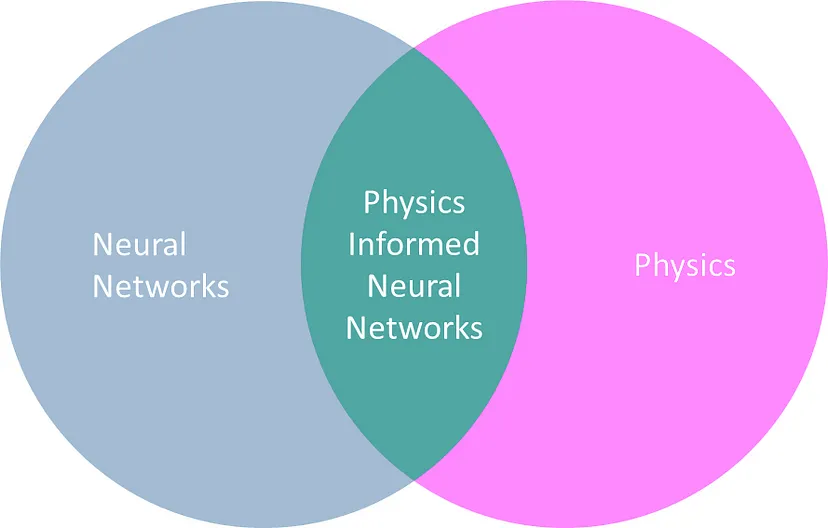 Neural
Networks
Physics
Informed
Neural
Networks
Physics